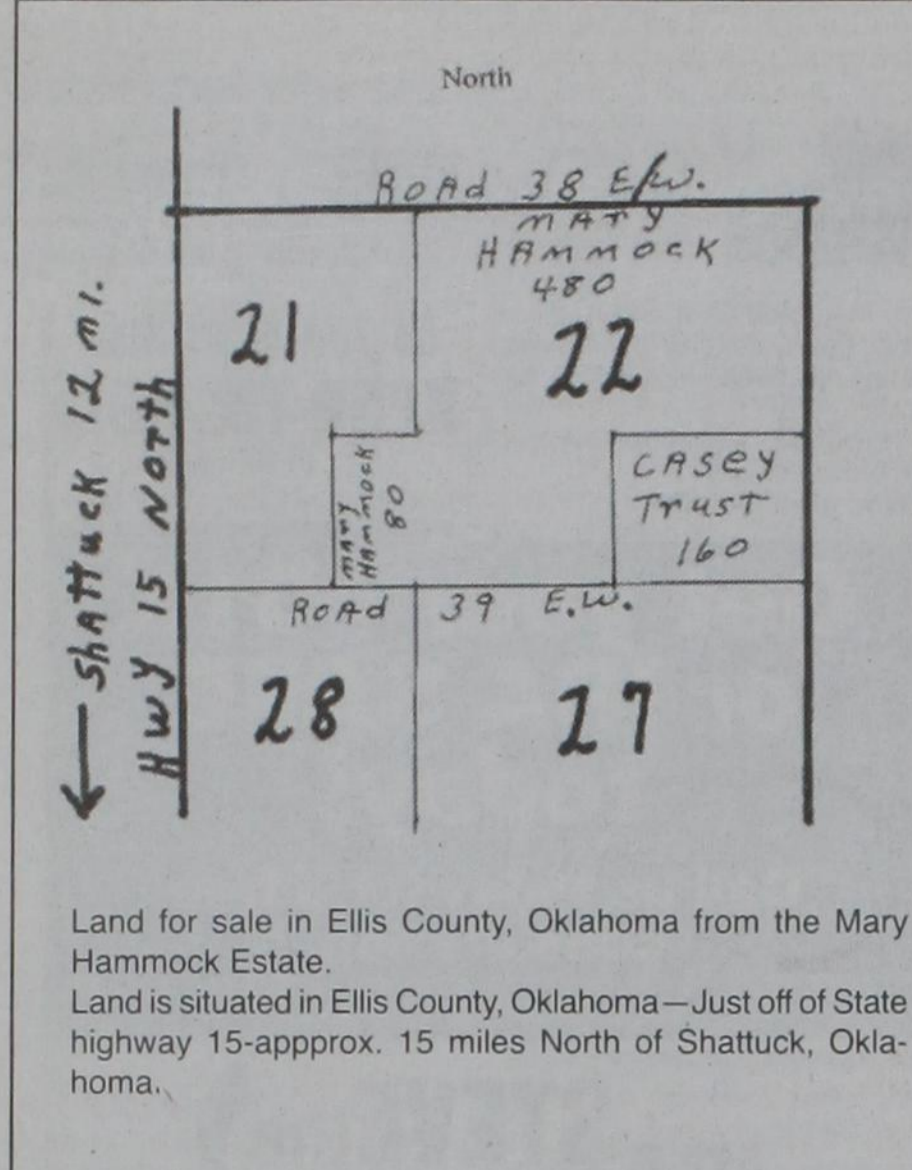 North
ROAd 38 E/W.
MARY
HAMMOCK
480
21
22
SHATTUCK 12 MI.
HWY 15 NORTH
MARY
HAMMOCK
80
CASEY
TRUST
160
ROAd 39 E.W.
28
27
Land for sale in Ellis County, Oklahoma from the Mary
Hammock Estate.
Land is situated in Ellis County, Oklahoma—Just off of State
highway 15-appprox. 15 miles North of Shattuck, Okla-
homa.